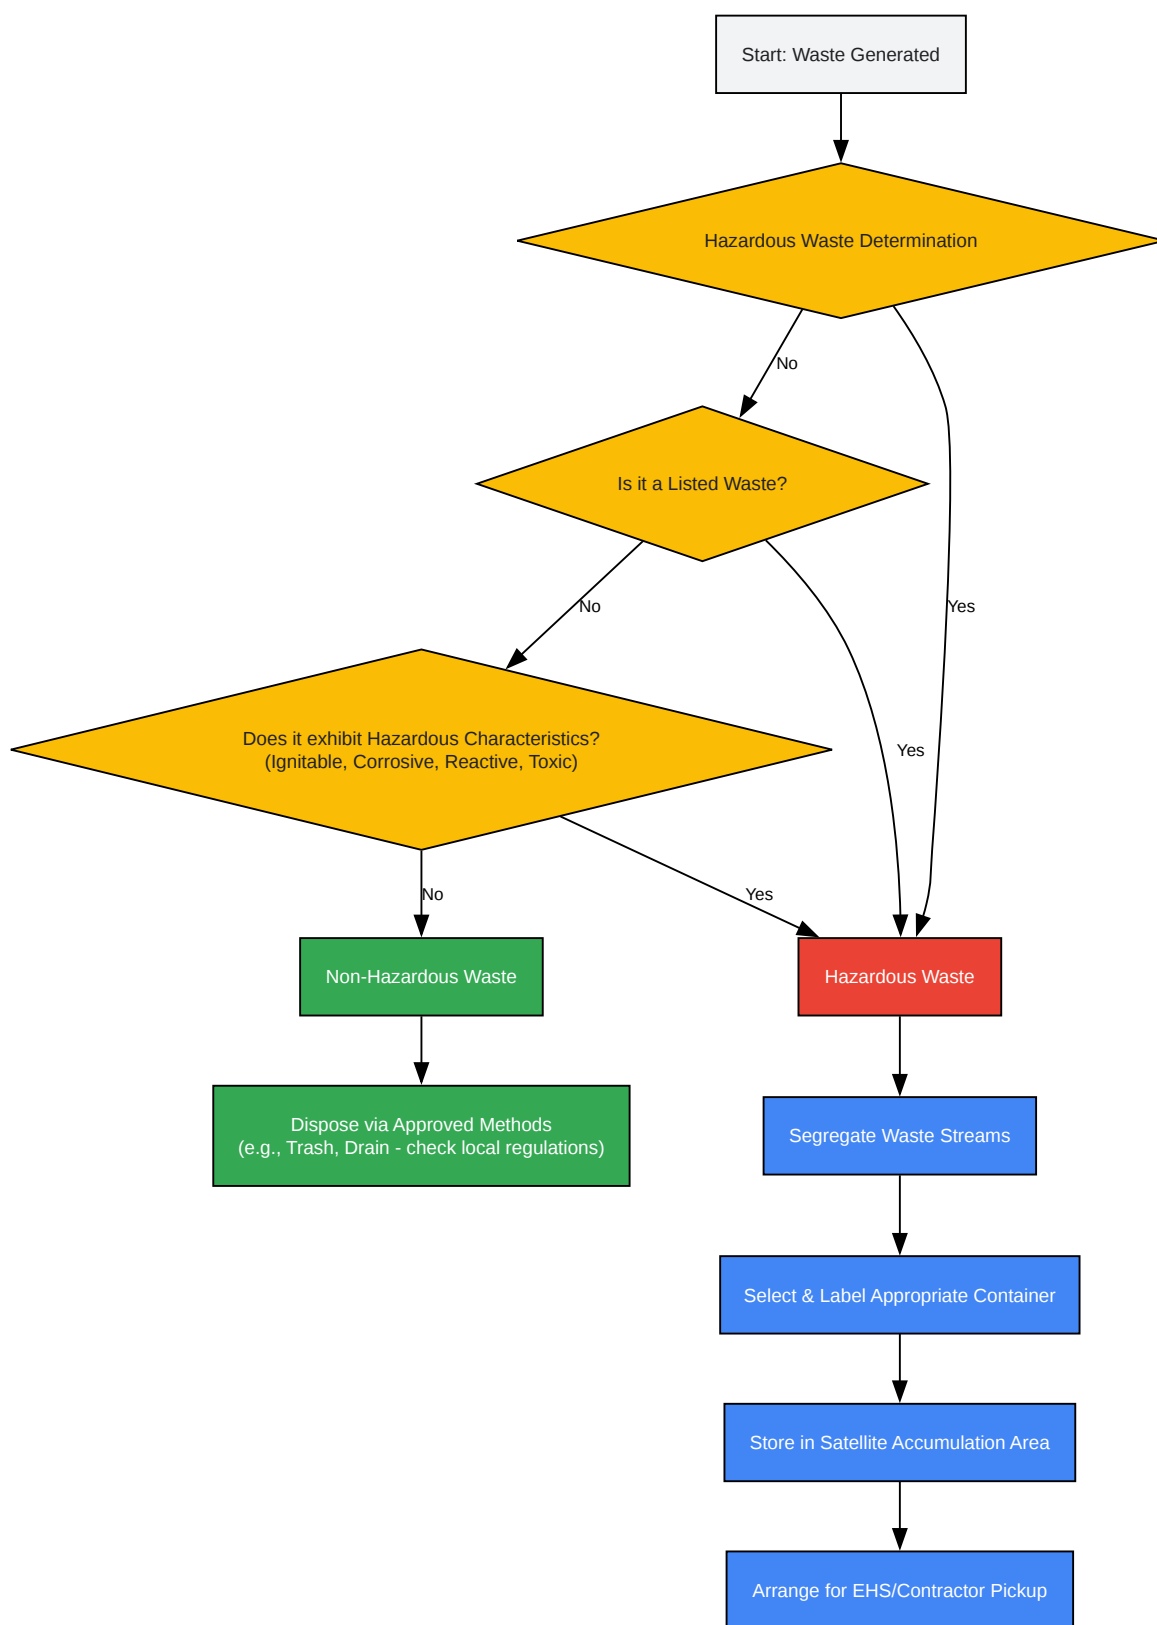 Start: Waste Generated
Hazardous Waste Determination
No
Is it a Listed Waste?
No
Yes
Does it exhibit Hazardous Characteristics?
(Ignitable, Corrosive, Reactive, Toxic)
Yes
No
Yes
Non-Hazardous Waste
Hazardous Waste
Dispose via Approved Methods
(e.g., Trash, Drain - check local regulations)
Segregate Waste Streams
Select & Label Appropriate Container
Store in Satellite Accumulation Area
Arrange for EHS/Contractor Pickup